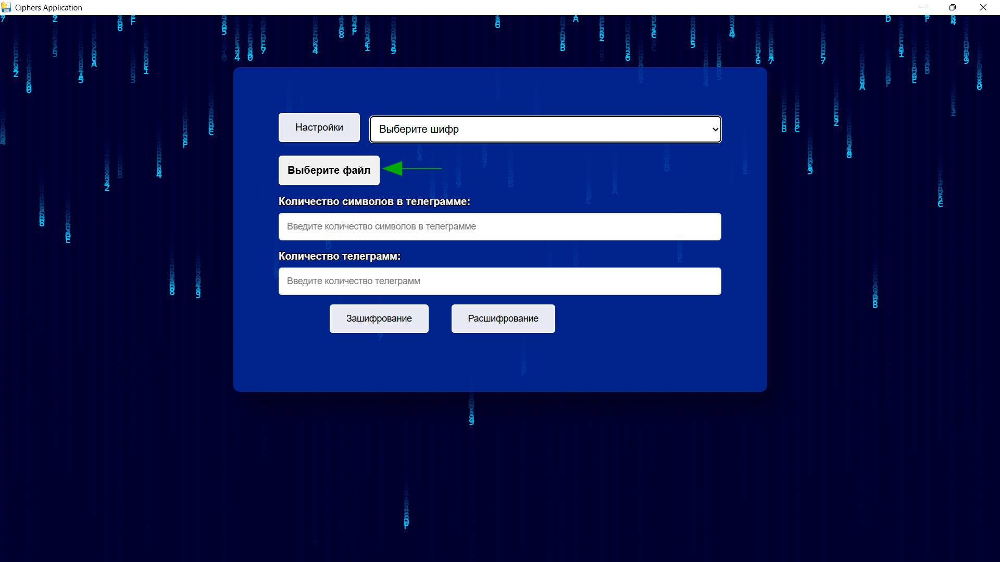 Ciphers Application
Настройки
Выберите шифр
Выберите файл
Количество символов в телеграмме:
Введите количество символов в телеграмме
Количество телеграмм:
Введите количество телеграмм
Зашифрование
Расшифрование